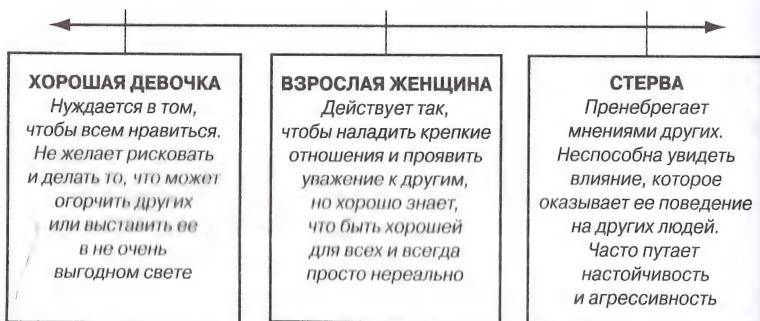 ХОРОШАЯ ДЕВОЧКА
Нуждается в том,
чтобы всем нравиться.
Не желает рисковать
и делать то, что может
огорчить других
или выставить ее
в не очень
выгодном свете
ВЗРОСЛАЯ ЖЕНЩИНА
Действует так,
чтобы наладить крепкие
отношения и проявить
уважение к другим,
но хорошо знает,
что быть хорошей
для всех и всегда
просто нереально
СТЕРВА
Пренебрегает
мнениями других.
Неспособна увидеть
влияние, которое
оказывает ее поведение
на других людей.
Часто путает
настойчивость
и агрессивность